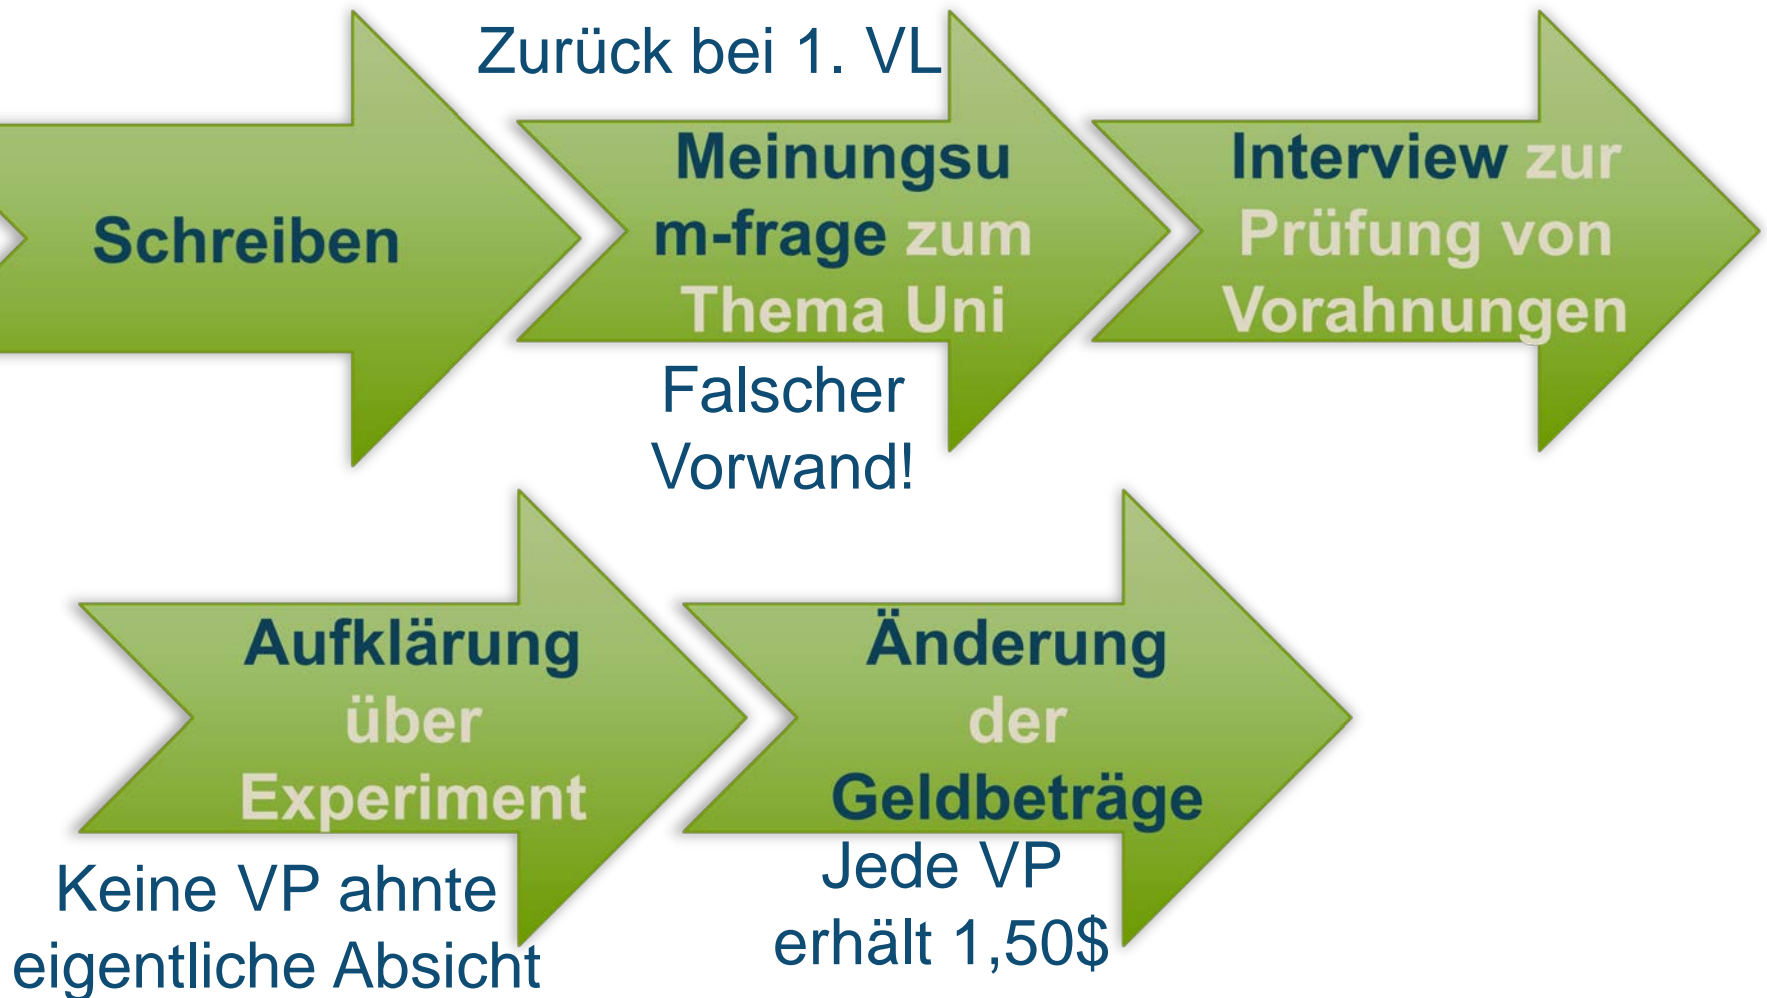 Zurück bei 1. VL
Schreiben
Meinungsu
m-frage zum
Thema Uni
Falscher
Vorwand!
Interview zur
Prüfung von
Vorahnungen
Aufklärung
über
Experiment
Keine VP ahnte
eigentliche Absicht
Änderung
der
Geldbeträge
Jede VP
erhält 1,50$